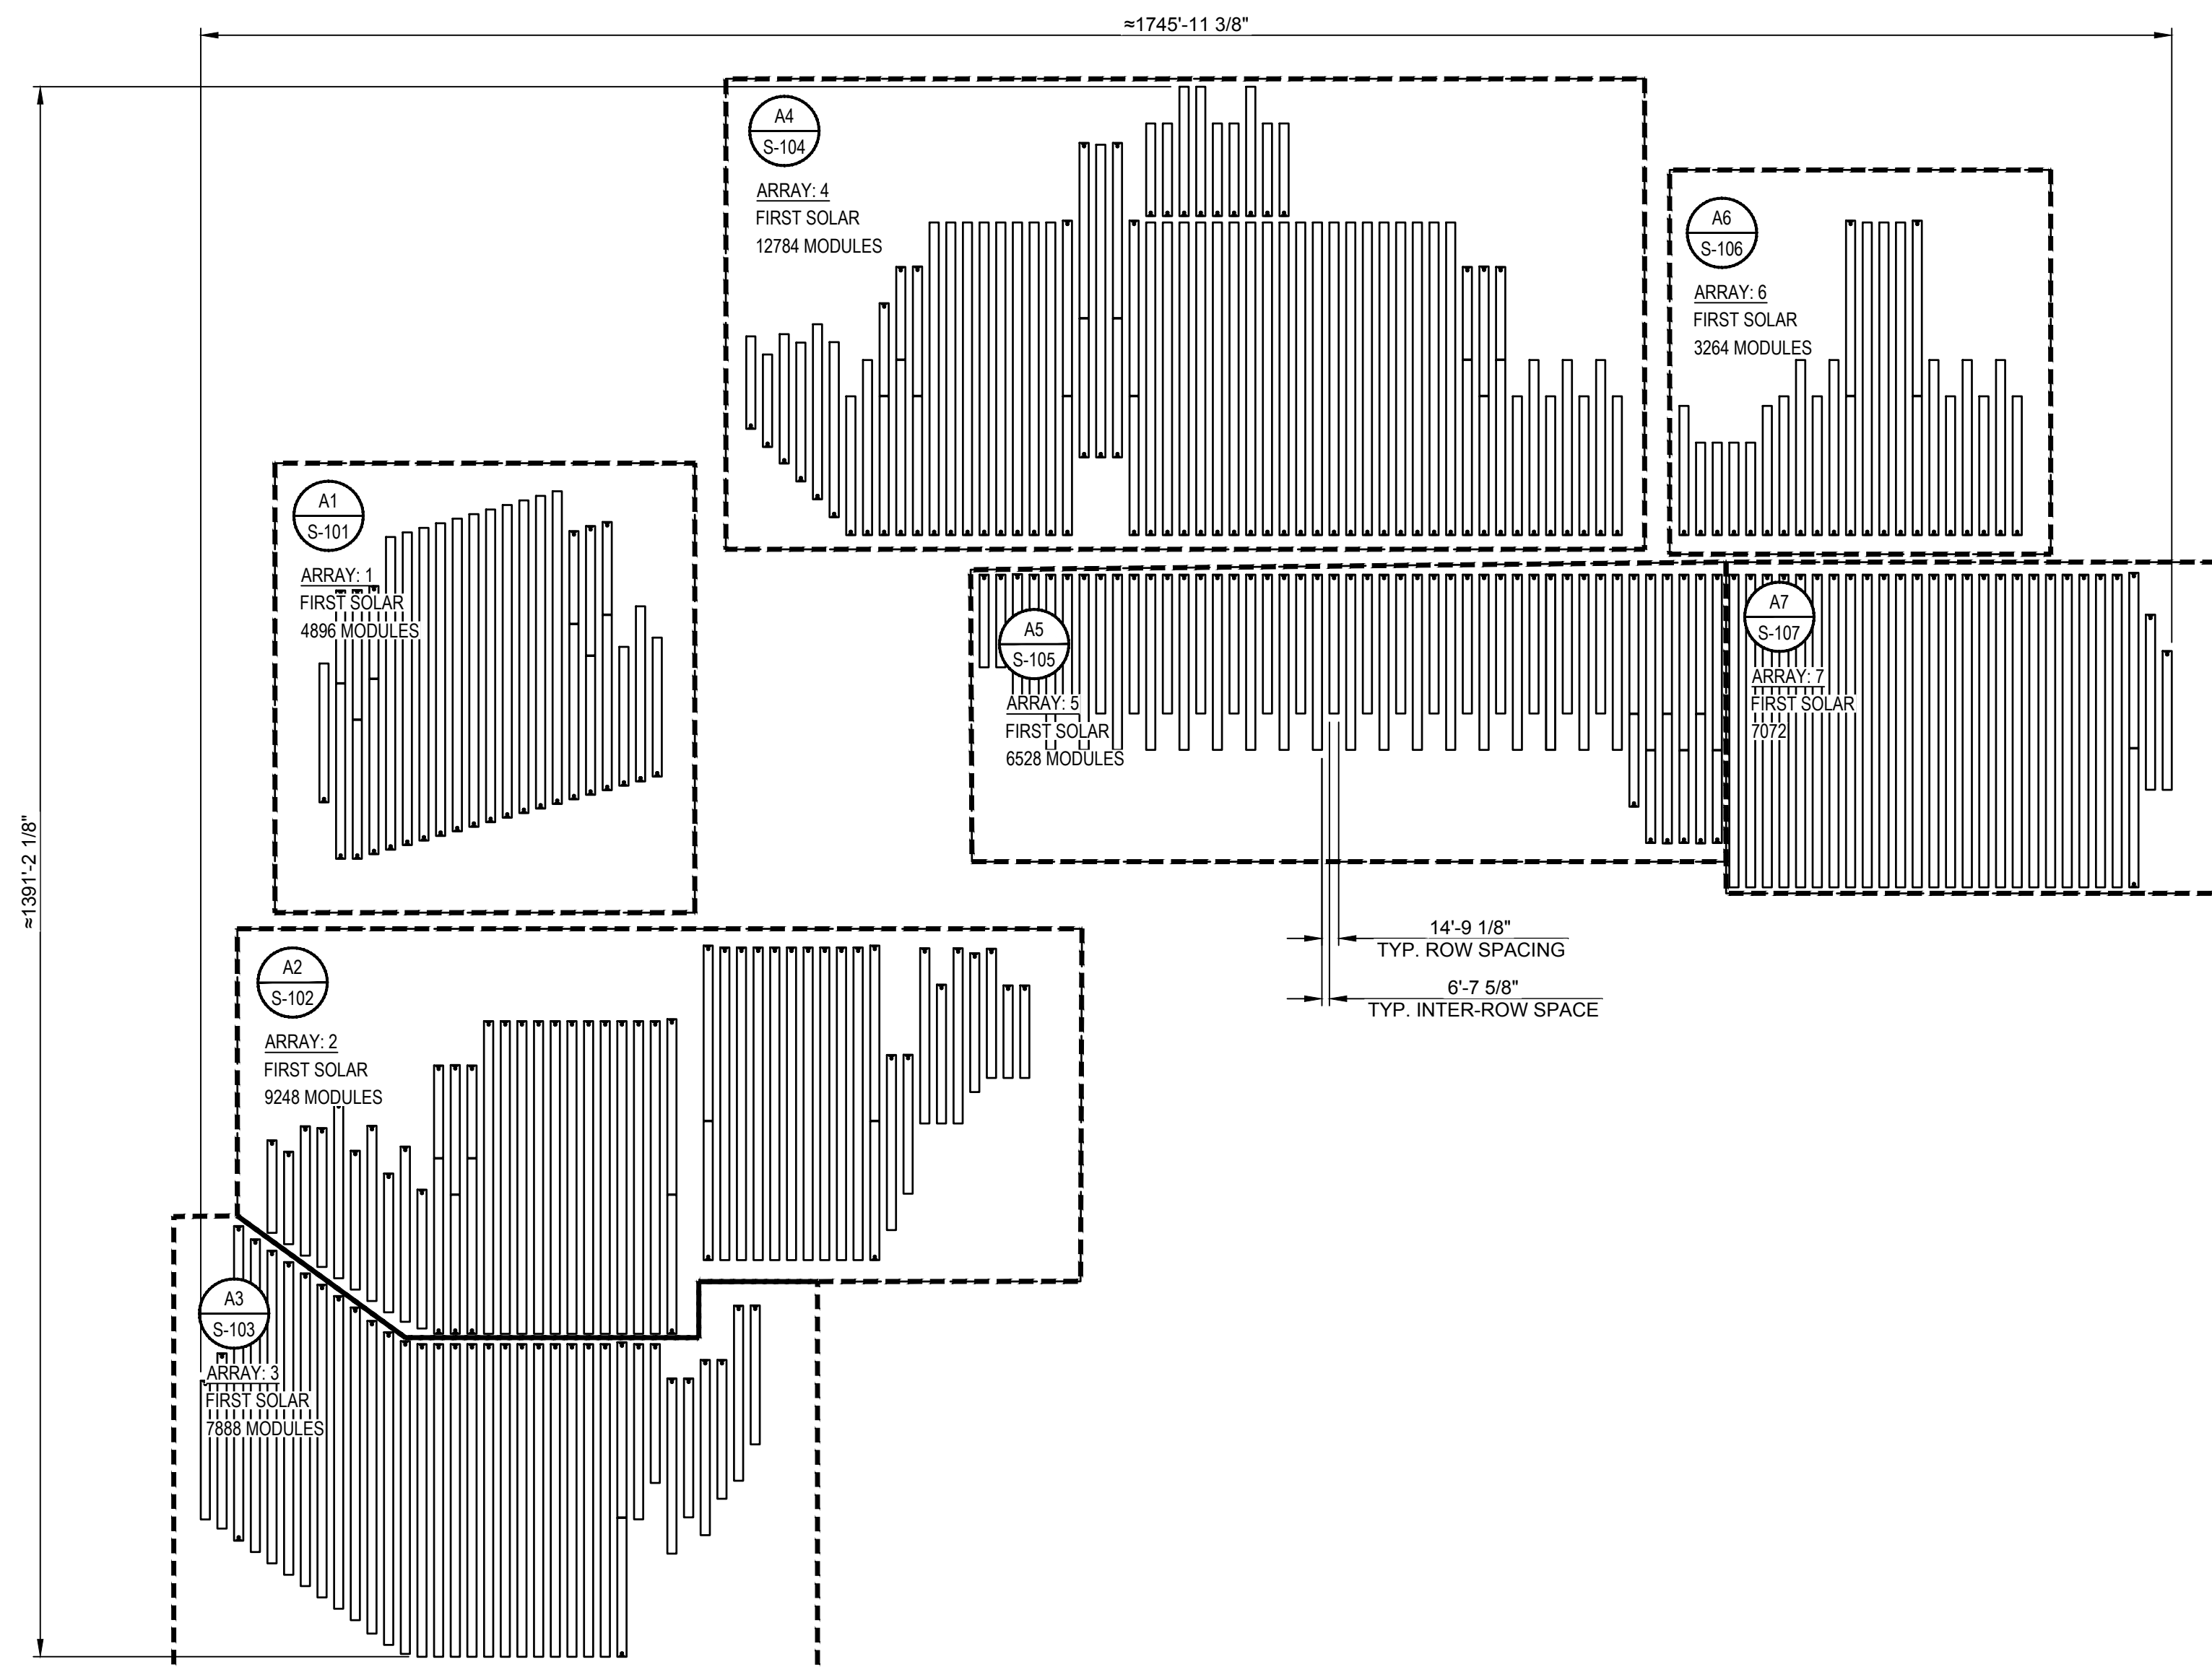 ≈1745'-11 3/8"
≈1391'-2 1/8"
A4
S-104
ARRAY: 4
FIRST SOLAR
12784 MODULES
A6
S-106
ARRAY: 6
FIRST SOLAR
3264 MODULES
A1
S-101
ARRAY: 1
FIRST SOLAR
4896 MODULES
A5
S-105
ARRAY: 5
FIRST SOLAR
6528 MODULES
A7
S-107
ARRAY: 7
FIRST SOLAR
7072
14'-9 1/8"
TYP. ROW SPACING
6'-7 5/8"
TYP. INTER-ROW SPACE
A2
S-102
ARRAY: 2
FIRST SOLAR
9248 MODULES
A3
S-103
ARRAY: 3
FIRST SOLAR
7888 MODULES